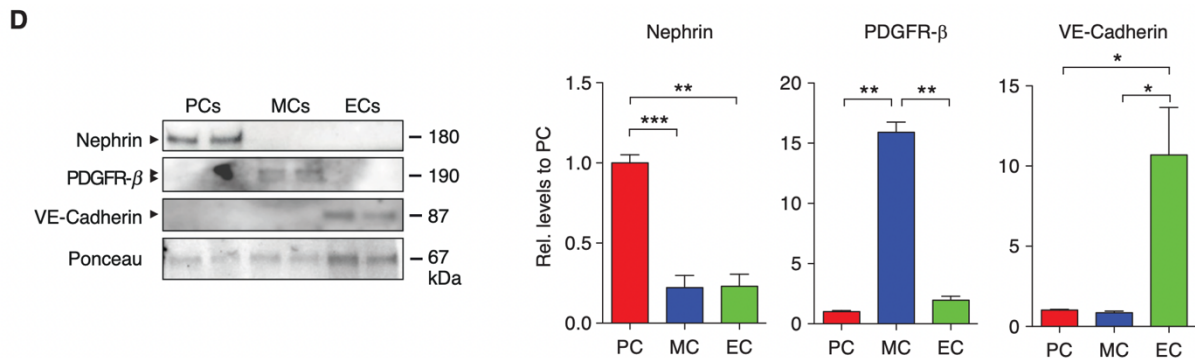 D
PCs MCs ECs
Nephrin 180
PDGFR-β 190
VE-Cadherin 87
Ponceau 67
kDa
Nephrin
Rel. levels to PC
1.5
1.0
0.5
0.0
**
***
PC MC EC
PDGFR-β
20
15
10
5
0
** **
PC MC EC
VE-Cadherin
15
10
5
0
*
*
PC MC EC